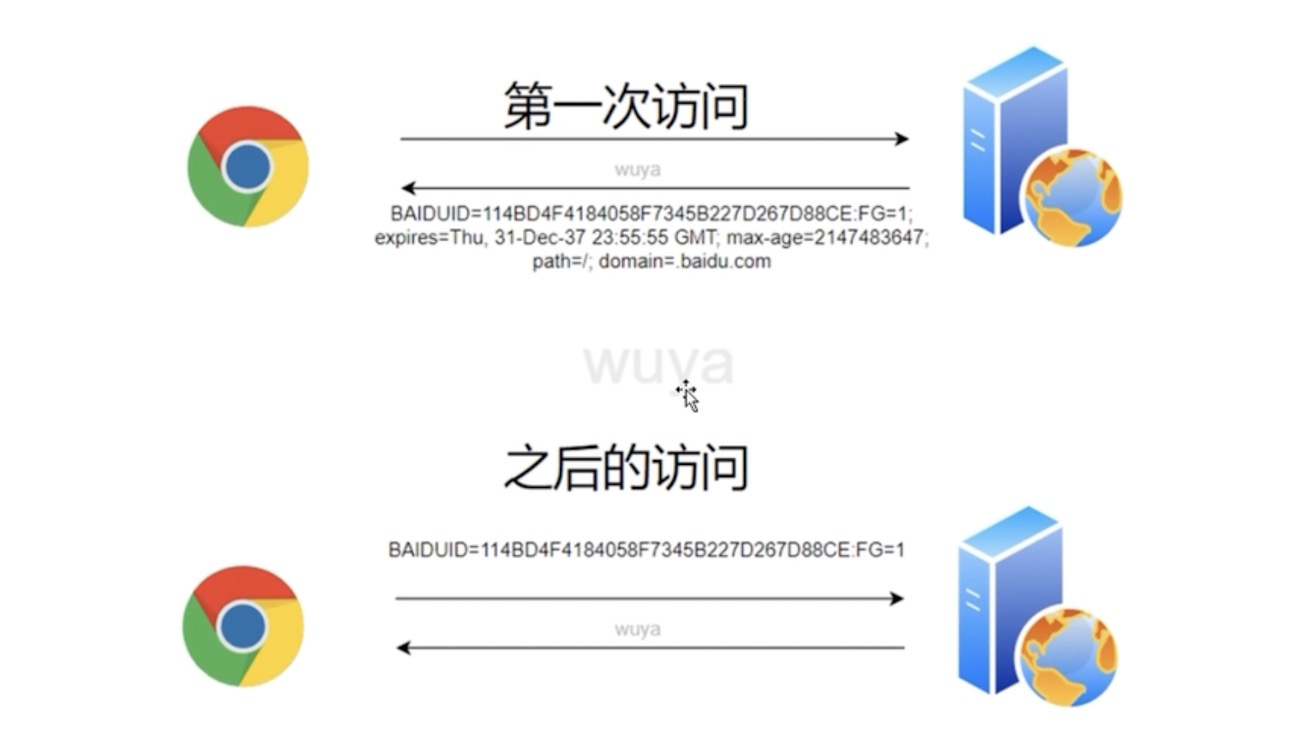 第一次访问
wuya
BAIDUID=114BD4F4184058F7345B227D267D88CE:FG=1;
expires=Thu, 31-Dec-37 23:55:55 GMT; max-age=2147483647;
path=/; domain=.baidu.com
wuya
之后的访问
BAIDUID=114BD4F4184058F7345B227D267D88CE:FG=1
wuya